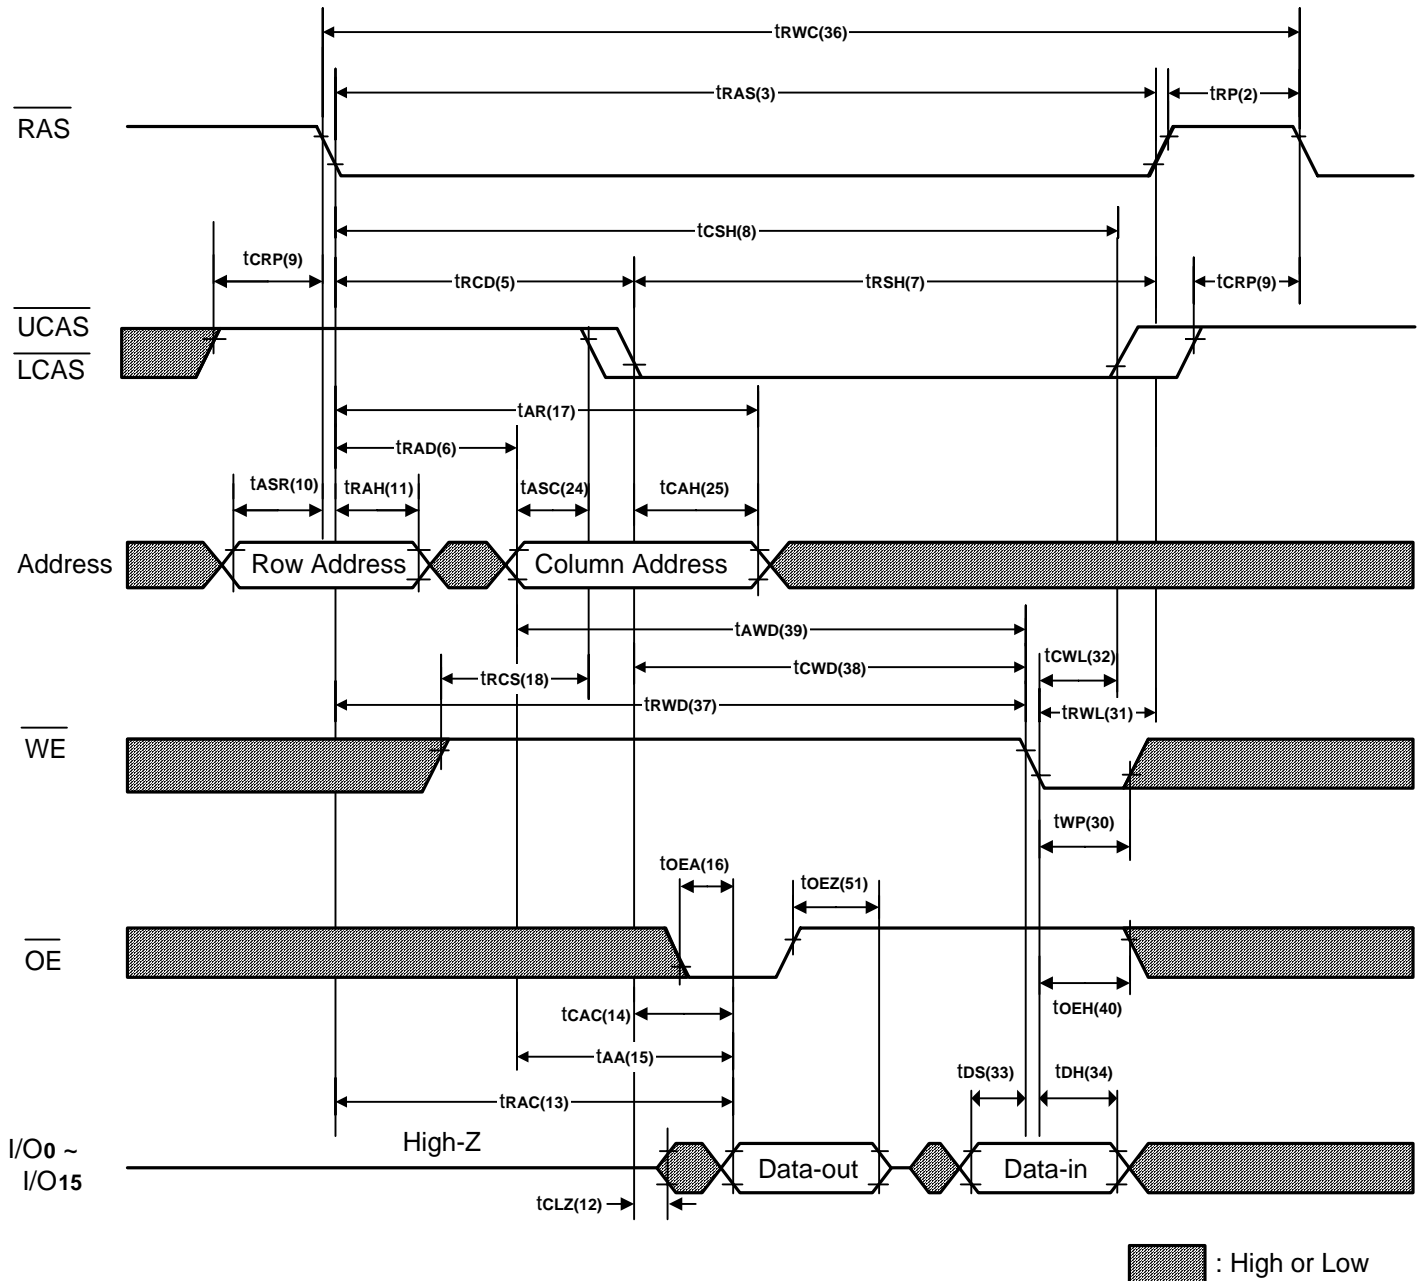 tRWC(36)
tRAS(3)
tRP(2)
RAS
tCSH(8)
tCRP(9)
tRCD(5)
tRSH(7)
tCRP(9)
UCAS
LCAS
tAR(17)
tRAD(6)
tASR(10)
tRAH(11)
tASC(24)
tCAH(25)
Address
Row Address
Column Address
tAWD(39)
tCWL(32)
tCWD(38)
tRCS(18)
tRWD(37)
tRWL(31)
WE
tWP(30)
tOEA(16)
tOEZ(51)
OE
tOEH(40)
tCAC(14)
tAA(15)
tDS(33)
tDH(34)
tRAC(13)
High-Z
I/O0 ~
I/O15
Data-out
Data-in
tCLZ(12)
: High or Low